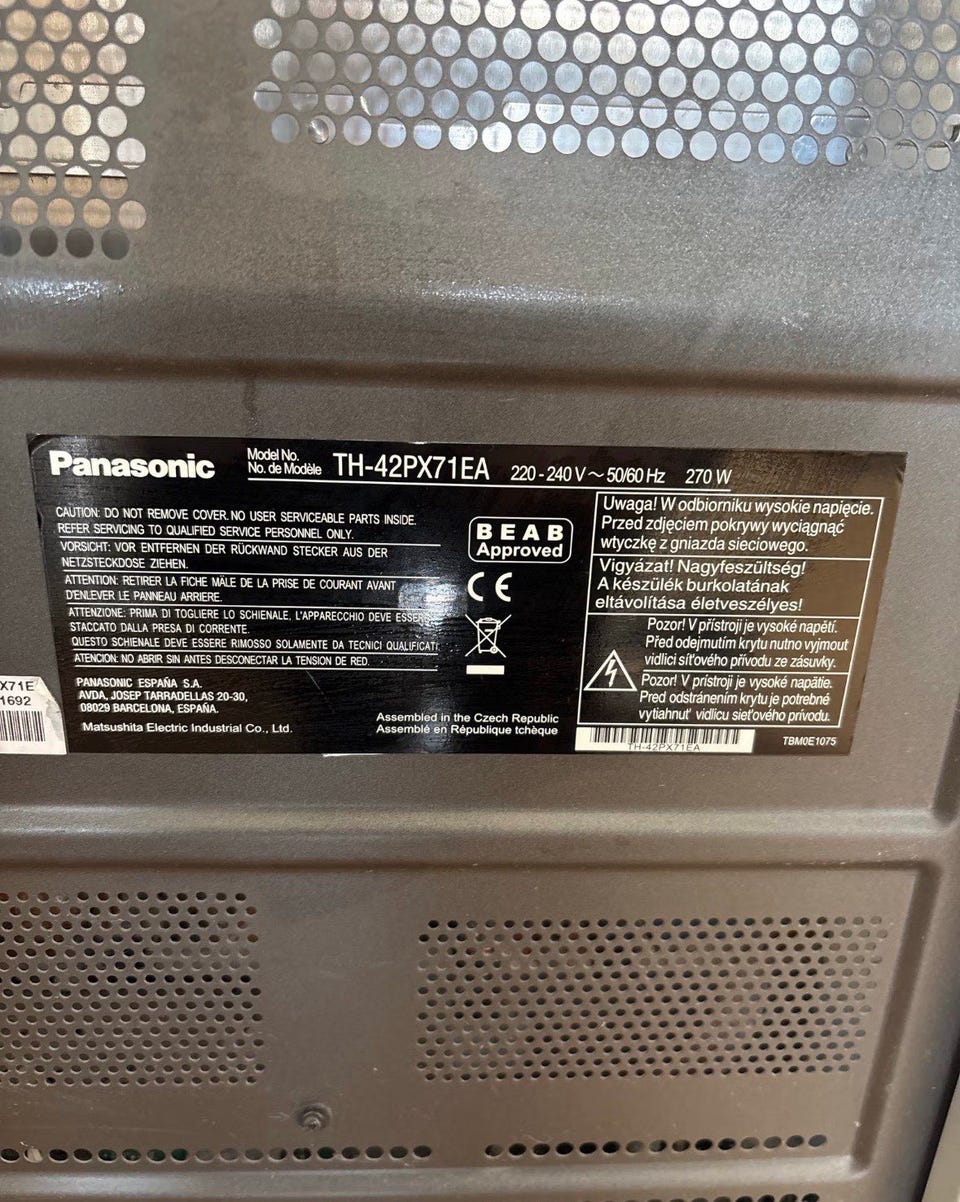 Panasonic
Model No.
No. de Modèle
TH-42PX71EA 220 - 240 V ~ 50/60 Hz 270 W
CAUTION: DO NOT REMOVE COVER. NO USER SERVICEABLE PARTS INSIDE.
REFER SERVICING TO QUALIFIED SERVICE PERSONNEL ONLY.
VORSICHT: VOR ENTFERNEN DER RÜCKWAND STECKER AUS DER
NETZSTECKDOSE ZIEHEN.
ATTENTION: RETIRER LA FICHE MÂLE DE LA PRISE DE COURANT AVANT
D'ENLEVER LE PANNEAU ARRIERE.
ATTENZIONE: PRIMA DI TOGLIERE LO SCHIENALE, L'APPARECCHIO DEVE ESSERE
STACCATO DALLA PRESA DI CORRENTE.
QUESTO SCHIENALE DEVE ESSERE RIMOSSO SOLAMENTE DA TECNICI QUALIFICATI.
ATENCION: NO ABRIR SIN ANTES DESCONECTAR LA TENSION DE RED.
PANASONIC ESPAÑA S.A.
AVDA, JOSEP TARRADELLAS 20-30,
08029 BARCELONA, ESPAÑA.
Matsushita Electric Industrial Co., Ltd.
BEAB
Approved
CE
Assembled in the Czech Republic
Assemblé en République tchèque
Uwaga! W odbiorniku wysokie napięcie.
Przed zdjęciem pokrywy wyciągnąć
wtyczkę z gniazda sieciowego.
Vigyázat! Nagyfeszültség!
A készülék burkolatának
eltávolítása életveszélyes!
Pozor! V přístroji je vysoké napětí.
Před odejmutím krytu nutno vyjmout
vidlici síťového přívodu ze zásuvky.
Pozor! V prístroji je vysoké napätie.
Pred odstránením krytu je potrebné
vytiahnuť vidlicu sieťového prívodu.
TH-42PX71EA
TBM0E1075
X71E
1692